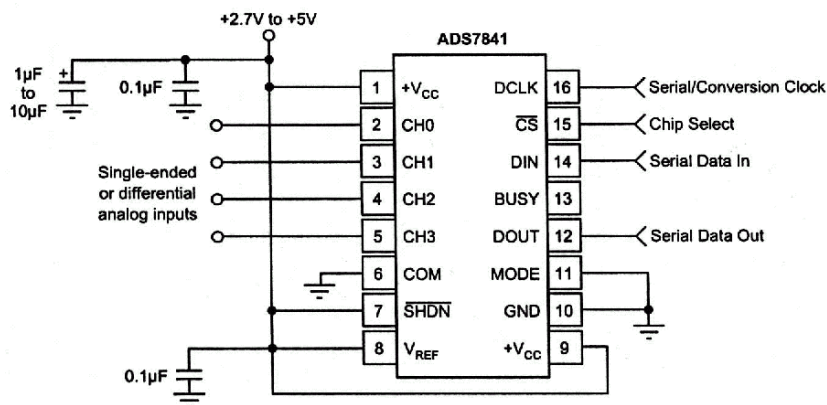 +2.7V to +5V
ADS7841
1µF
to
10µF
+
0.1µF
1 +VCC DCLK 16 Serial/Conversion Clock
2 CH0 CS 15 Chip Select
3 CH1 DIN 14 Serial Data In
Single-ended
or differential
analog inputs
4 CH2 BUSY 13
5 CH3 DOUT 12 Serial Data Out
6 COM MODE 11
7 SHDN GND 10
8 VREF +VCC 9
0.1µF